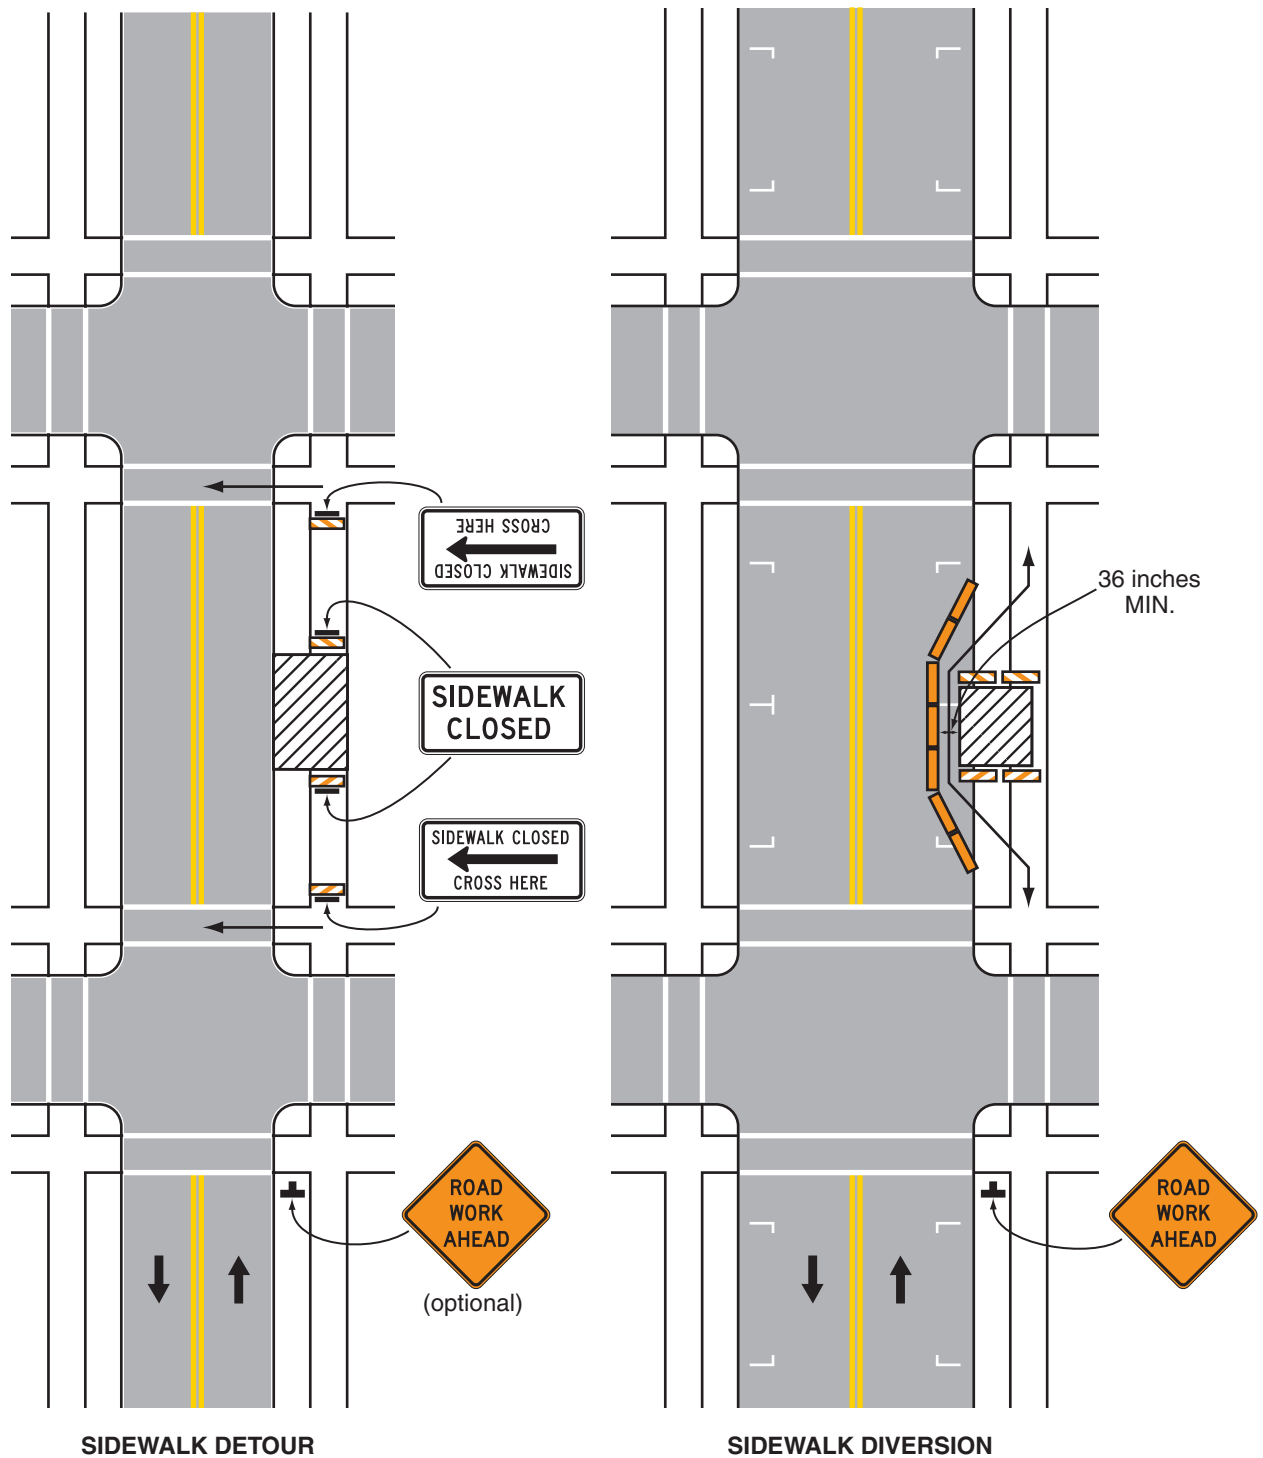 CROSS HERE
SIDEWALK CLOSED
36 inches
MIN.
SIDEWALK
CLOSED
SIDEWALK CLOSED
CROSS HERE
ROAD
WORK
AHEAD
(optional)
ROAD
WORK
AHEAD
SIDEWALK DETOUR
SIDEWALK DIVERSION